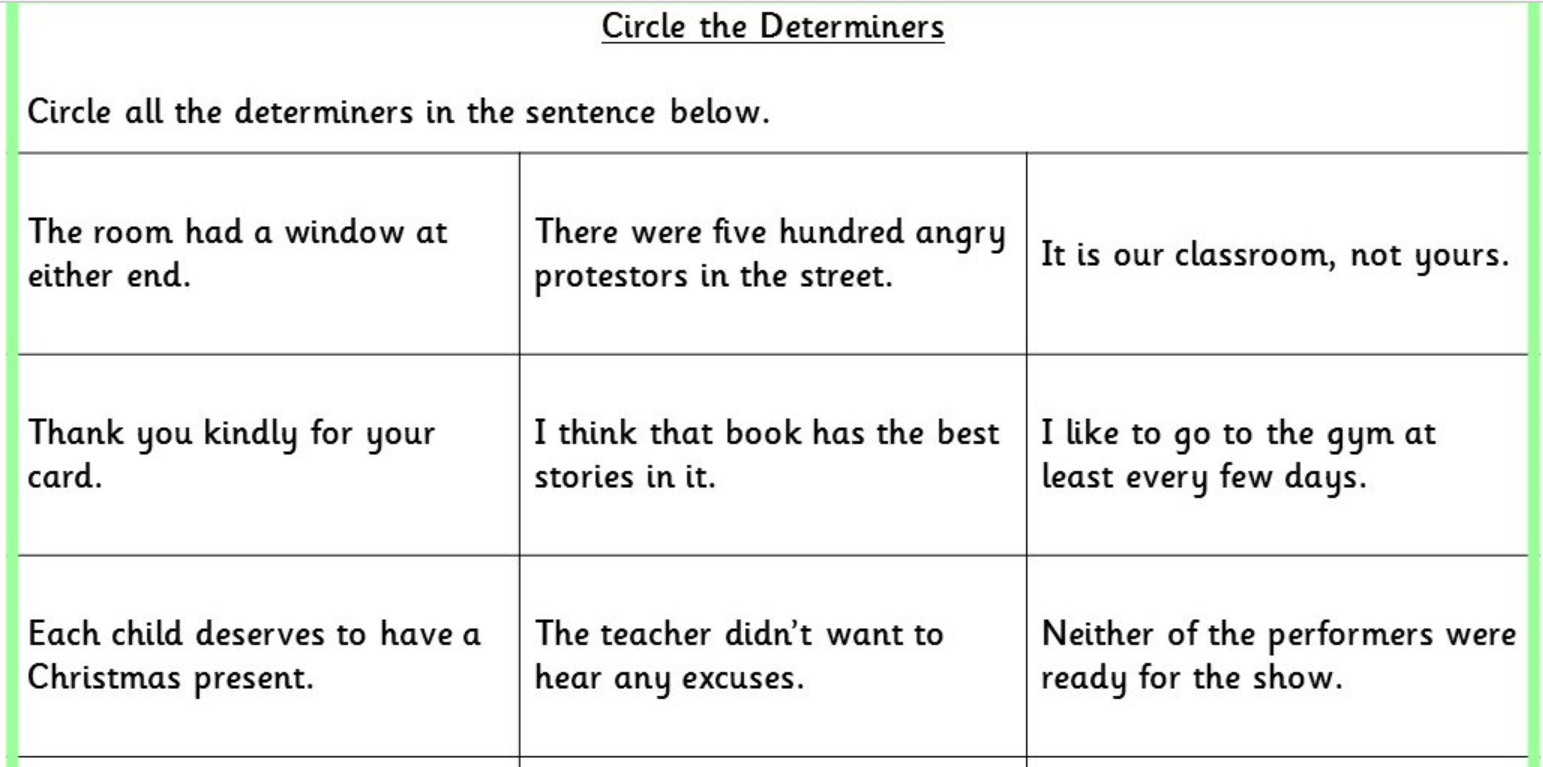 Circle the Determiners
Circle all the determiners in the sentence below.
The room had a window at
either end.
There were five hundred angry
protestors in the street.
It is our classroom, not yours.
Thank you kindly for your
card.
I think that book has the best
stories in it.
I like to go to the gym at
least every few days.
Each child deserves to have a
Christmas present.
The teacher didn’t want to
hear any excuses.
Neither of the performers were
ready for the show.